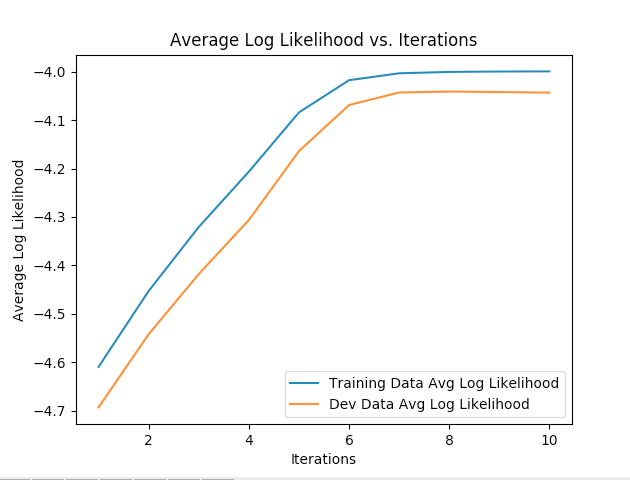 Average Log Likelihood vs. Iterations
−4.0
−4.1
−4.2
−4.3
−4.4
−4.5
−4.6
−4.7
Average Log Likelihood
Training Data Avg Log Likelihood
Dev Data Avg Log Likelihood
2 4 6 8 10
Iterations